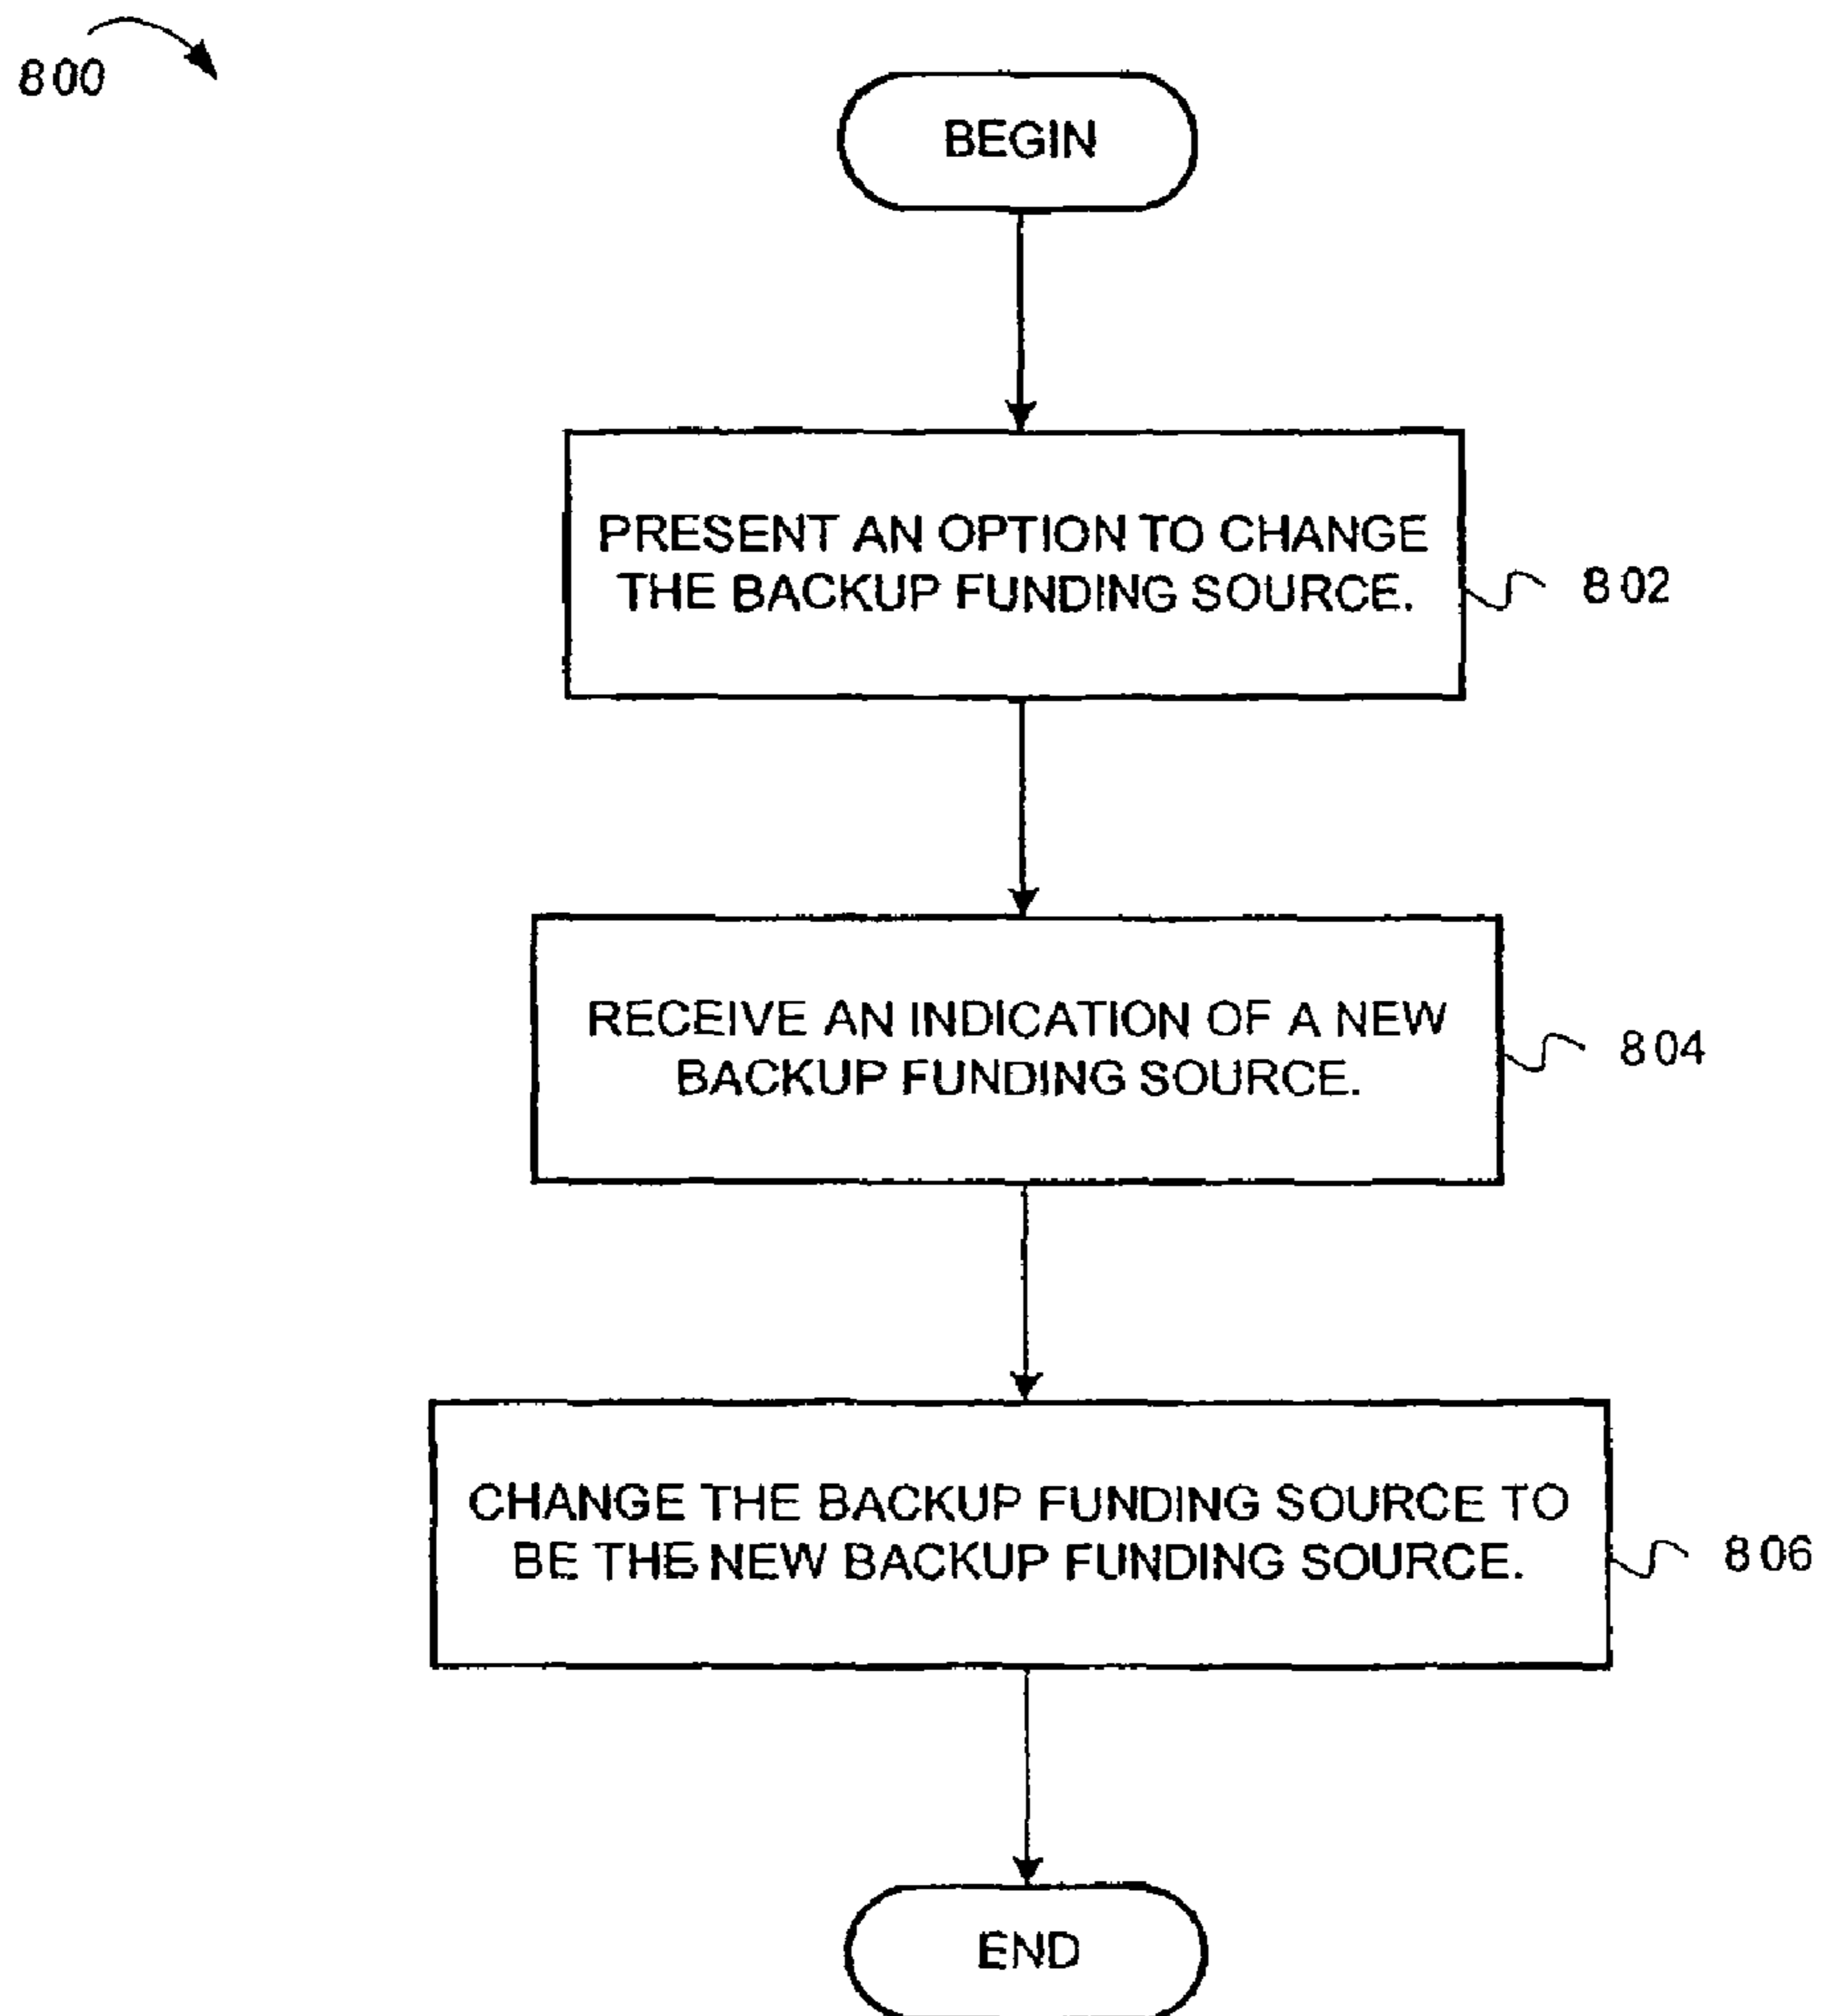 800
BEGIN
PRESENT AN OPTION TO CHANGE
THE BACKUP FUNDING SOURCE.
802
RECEIVE AN INDICATION OF A NEW
BACKUP FUNDING SOURCE.
804
CHANGE THE BACKUP FUNDING SOURCE TO
BE THE NEW BACKUP FUNDING SOURCE.
806
END